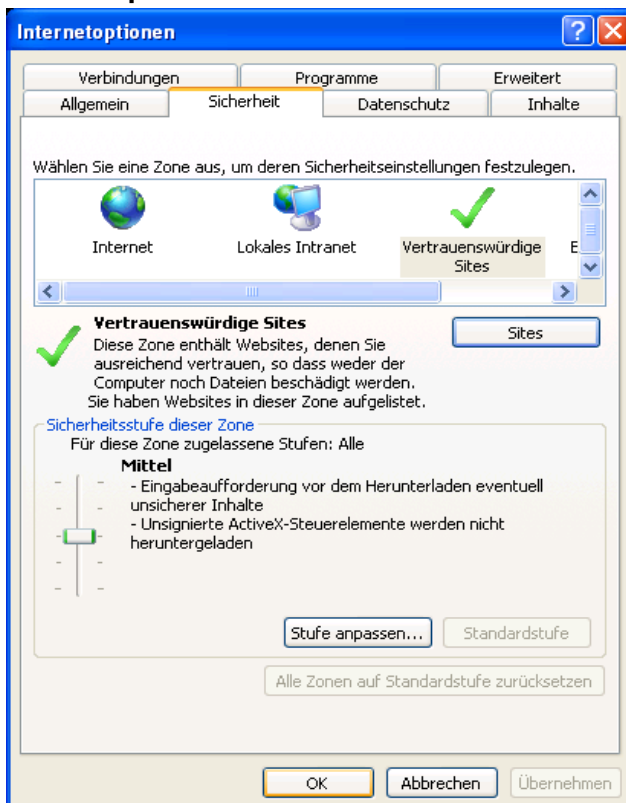 Internetoptionen
Verbindungen Programme Erweitert
Allgemein Sicherheit Datenschutz Inhalte
Wählen Sie eine Zone aus, um deren Sicherheitseinstellungen festzulegen.
Internet Lokales Intranet Vertrauenswürdige E
Sites
Vertrauenswürdige Sites
Sites
Diese Zone enthält Websites, denen Sie
ausreichend vertrauen, so dass weder der
Computer noch Dateien beschädigt werden.
Sie haben Websites in dieser Zone aufgelistet.
Sicherheitsstufe dieser Zone
Für diese Zone zugelassene Stufen: Alle
Mittel
- Eingabeaufforderung vor dem Herunterladen eventuell
unsicherer Inhalte
- Unsignierte ActiveX-Steuerelemente werden nicht
heruntergeladen
Stufe anpassen... Standardstufe
Alle Zonen auf Standardstufe zurücksetzen
OK Abbrechen Übernehmen